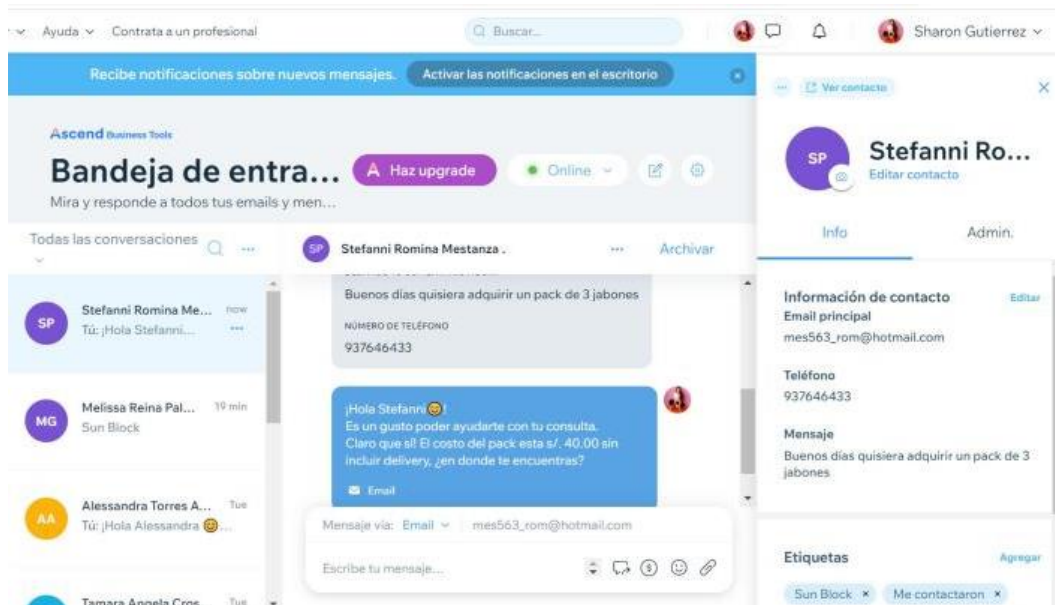 Ayuda
Contrata a un profesional
Buscar...
Sharon Gutierrez
Recibe notificaciones sobre nuevos mensajes.
Activar las notificaciones en el escritorio
Ascend Business Tools
Bandeja de entra...
A Haz upgrade
Online
Mira y responde a todos tus emails y men...
Todas las conversaciones
SP
Stefanni Romina Me...
now
Tú: ¡Hola Stefanni...
MG
Melissa Reina Pal...
19 min
Sun Block
AA
Alessandra Torres A...
Tue
Tú: ¡Hola Alessandra 😄...
Tamara Angela Cros...
Tue
SP
Stefanni Romina Mestanza .
Archivar
Buenos días quisiera adquirir un pack de 3 jabones
NÚMERO DE TELÉFONO
937646433
¡Hola Stefanni😄!
Es un gusto poder ayudarte con tu consulta.
Claro que sí! El costo del pack esta s/. 40,00 sin
incluir delivery, ¿en donde te encuentras?
Email
Mensaje vía: Email
mes563_rom@hotmail.com
Escribe tu mensaje...
Ver contacto
SP
Stefanni Ro...
Editar contacto
Info
Admin.
Información de contacto
Editar
Email principal
mes563_rom@hotmail.com
Teléfono
937646433
Mensaje
Buenos días quisiera adquirir un pack de 3
jabones
Etiquetas
Agregar
Sun Block ×
Me contactaron ×